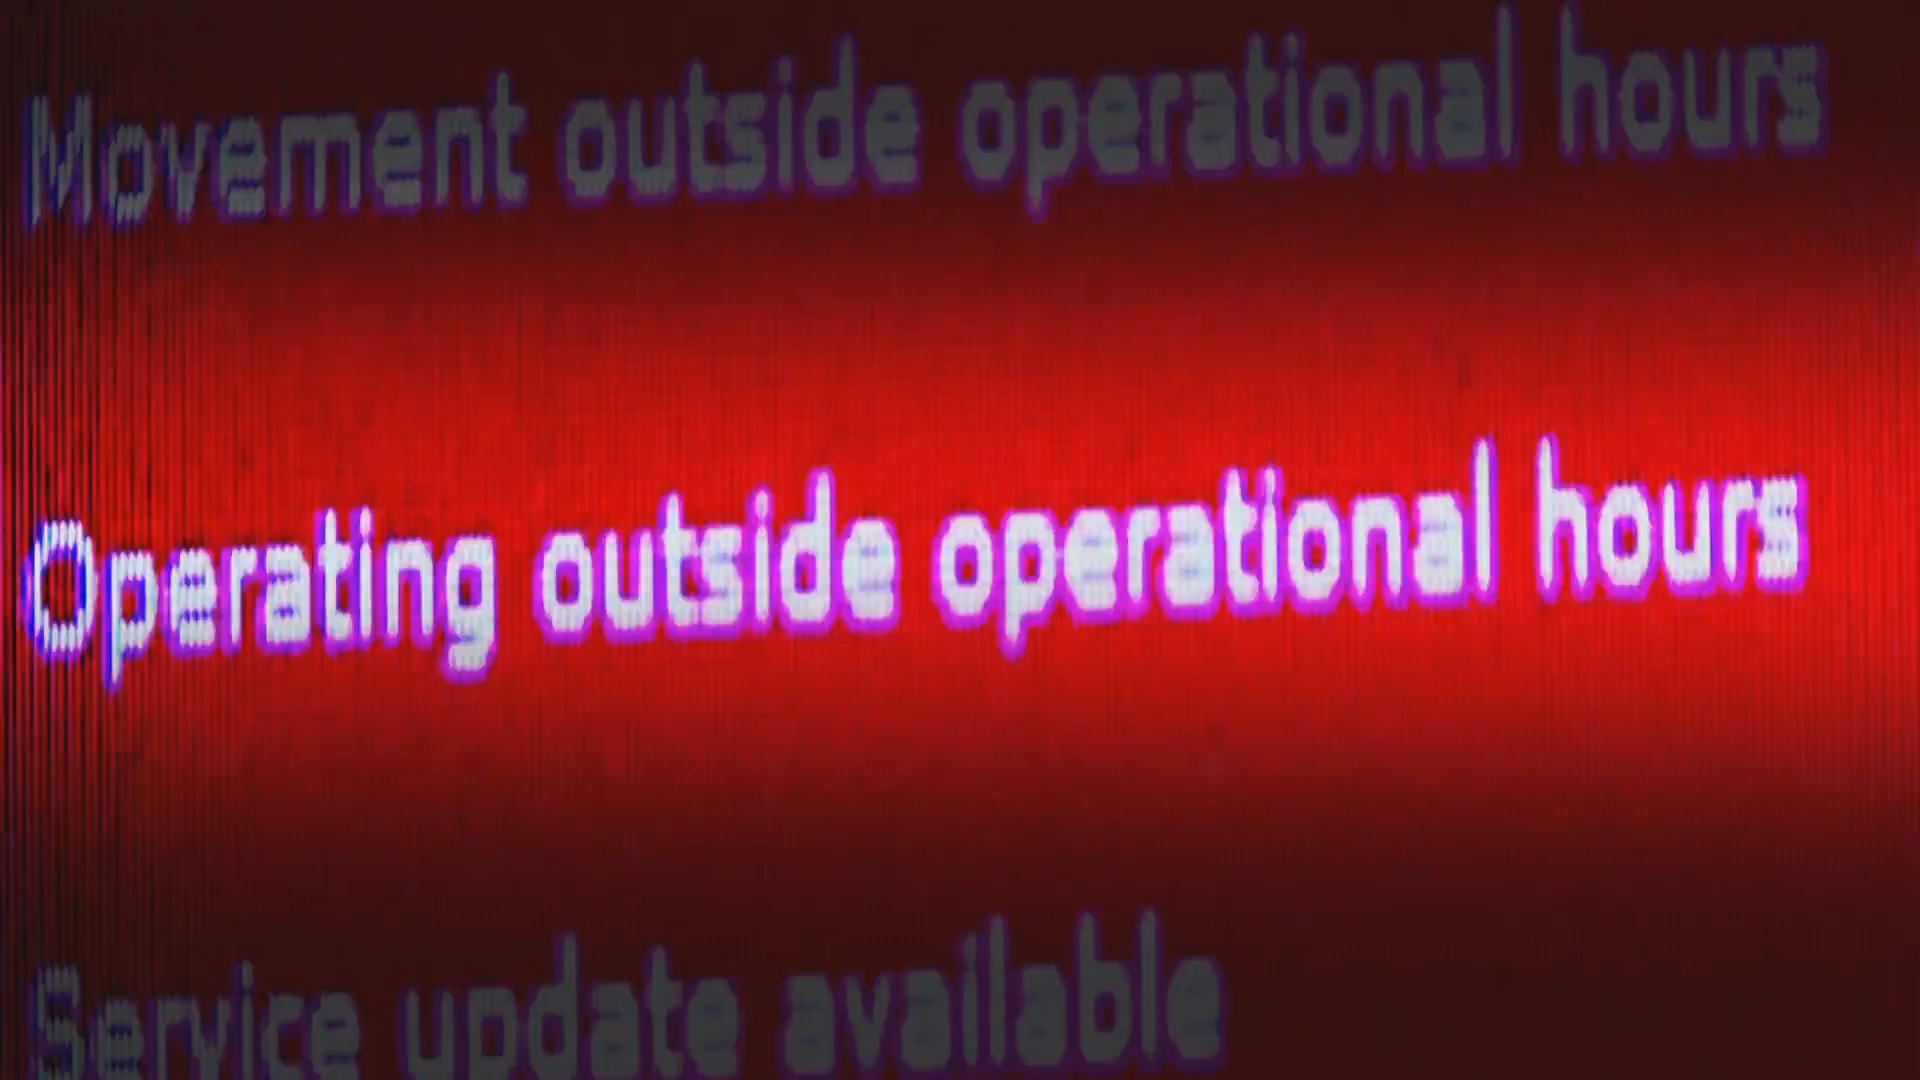 Movement outside operational hours
Operating outside operational hours
Service update available